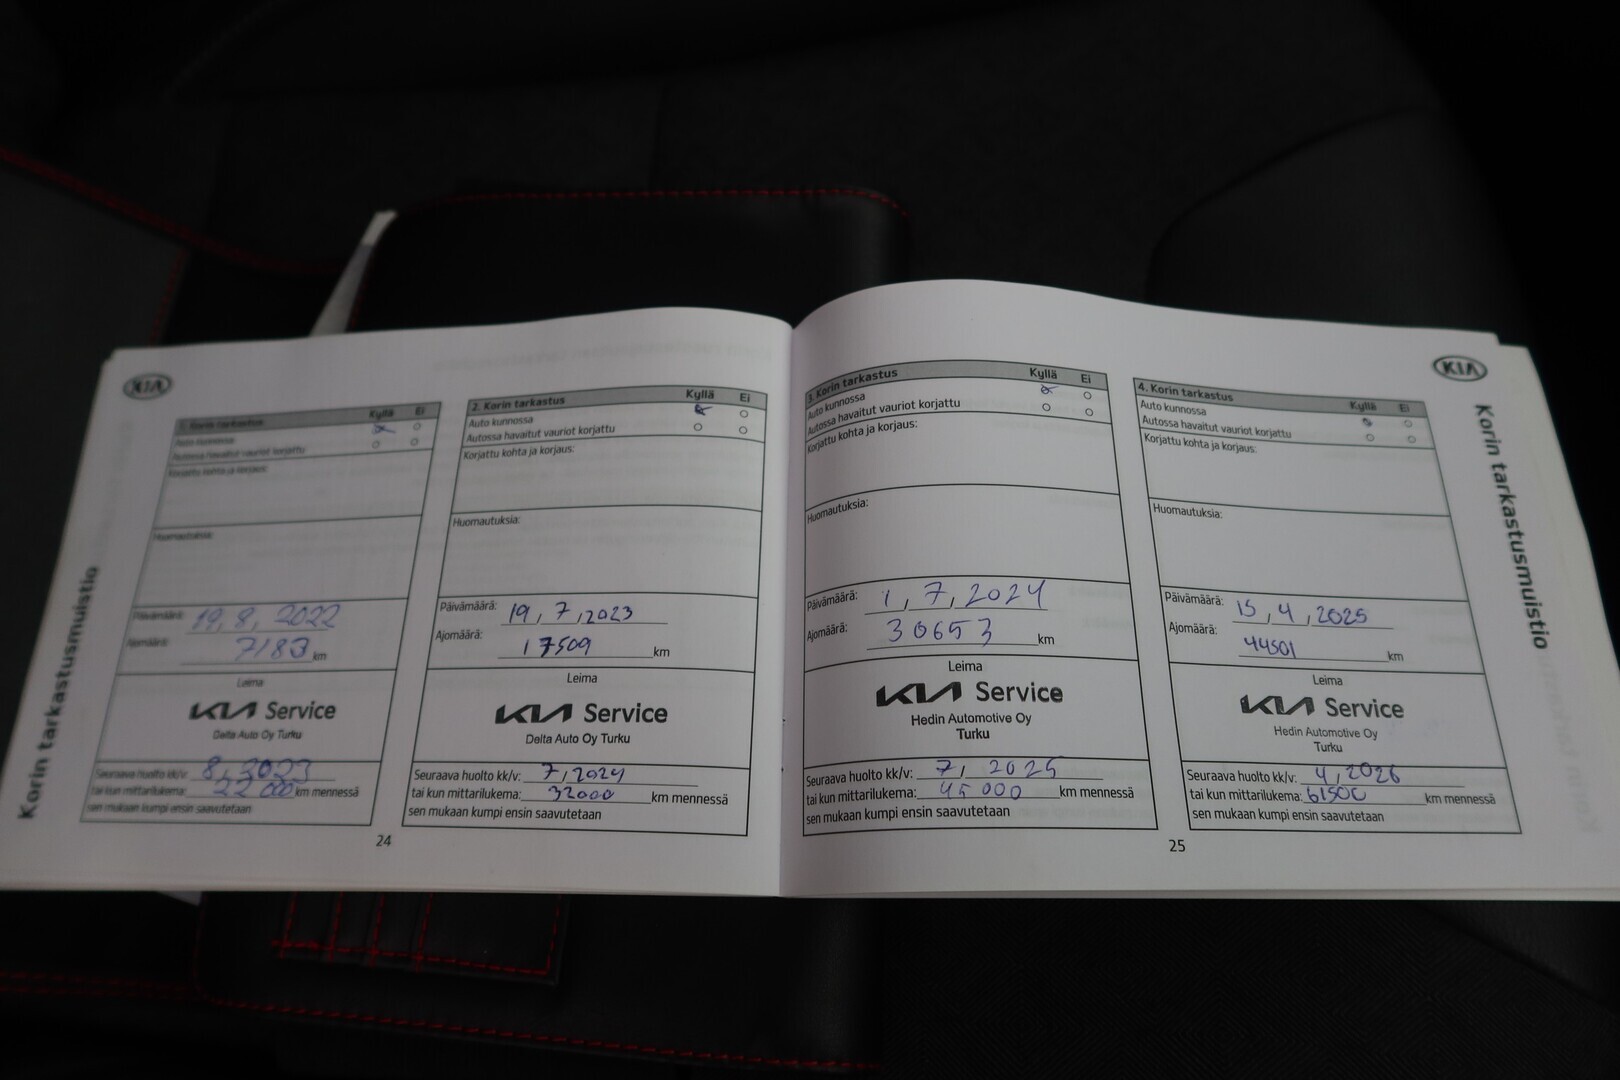 KIA
1. Korin tarkastus Kyllä Ei
Auto kunnossa
Autossa havaitut vauriot korjattu
Korjattu kohta ja korjaus:
Huomautuksia:
Päivämäärä: 19, 8, 2022
Ajomäärä: 7183 km
Leima
KIA Service
Delta Auto Oy Turku
Seuraava huolto kk/v: 8, 2023
tai kun mittarilukema: 22 000 km mennessä
sen mukaan kumpi ensin saavutetaan
Korin tarkastusmuistio
2. Korin tarkastus Kyllä Ei
Auto kunnossa
Autossa havaitut vauriot korjattu
Korjattu kohta ja korjaus:
Huomautuksia:
Päivämäärä: 19, 7, 2023
Ajomäärä: 17509 km
Leima
KIA Service
Delta Auto Oy Turku
Seuraava huolto kk/v: 7, 2024
tai kun mittarilukema: 32000 km mennessä
sen mukaan kumpi ensin saavutetaan
24
3. Korin tarkastus Kyllä Ei
Auto kunnossa
Autossa havaitut vauriot korjattu
Korjattu kohta ja korjaus:
Huomautuksia:
Päivämäärä: 1, 7, 2024
Ajomäärä: 30653 km
Leima
KIA Service
Hedin Automotive Oy
Turku
Seuraava huolto kk/v: 7, 2025
tai kun mittarilukema: 45 000 km mennessä
sen mukaan kumpi ensin saavutetaan
KIA
4. Korin tarkastus Kyllä Ei
Auto kunnossa
Autossa havaitut vauriot korjattu
Korjattu kohta ja korjaus:
Huomautuksia:
Päivämäärä: 15, 4, 2025
Ajomäärä: 44501 km
Leima
KIA Service
Hedin Automotive Oy
Turku
Seuraava huolto kk/v: 4, 2026
tai kun mittarilukema: 61500 km mennessä
sen mukaan kumpi ensin saavutetaan
25
Korin tarkastusmuistio